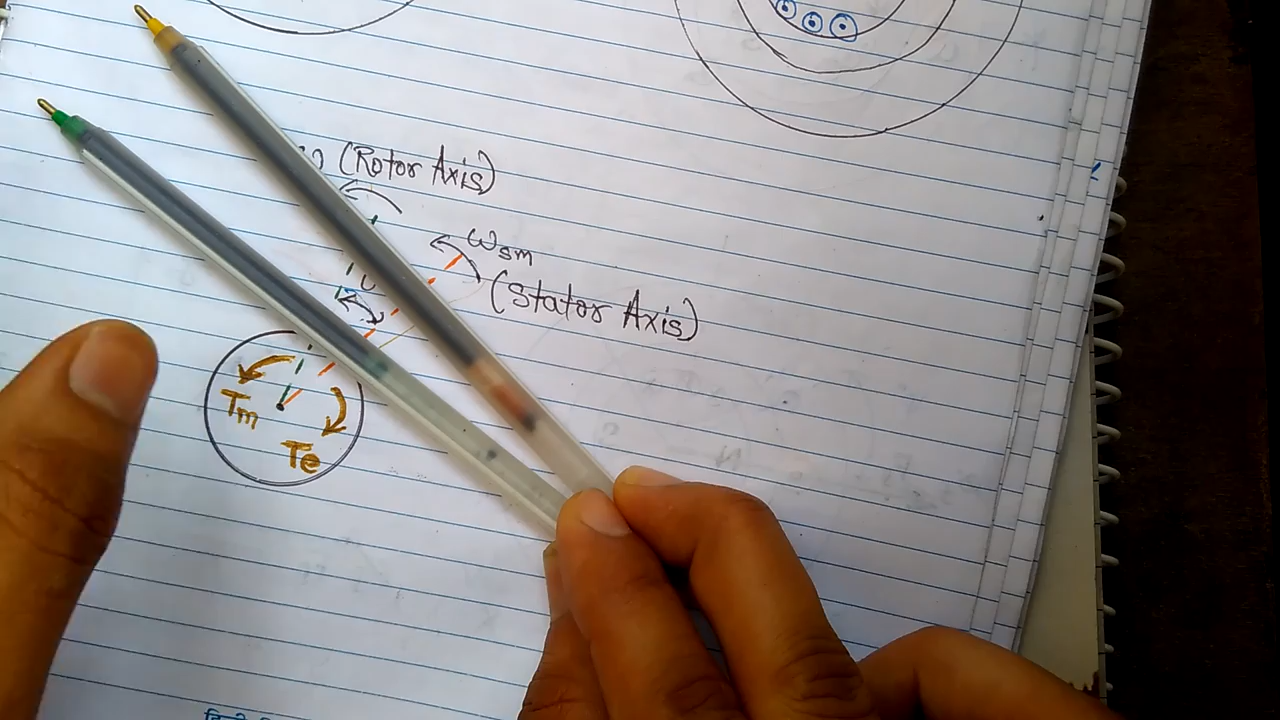 (Rotor Axis)
ωsm
(Stator Axis)
Tm
Te